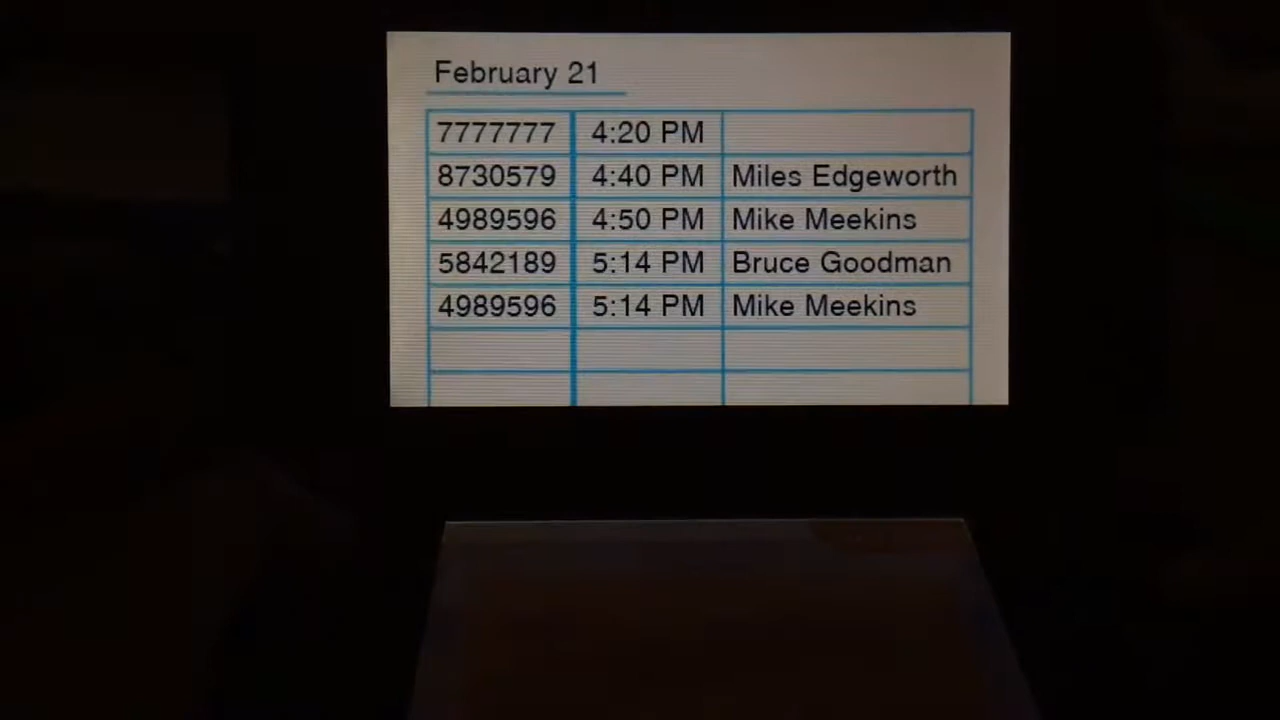 February 21
7777777 4:20 PM
8730579 4:40 PM Miles Edgeworth
4989596 4:50 PM Mike Meekins
5842189 5:14 PM Bruce Goodman
4989596 5:14 PM Mike Meekins